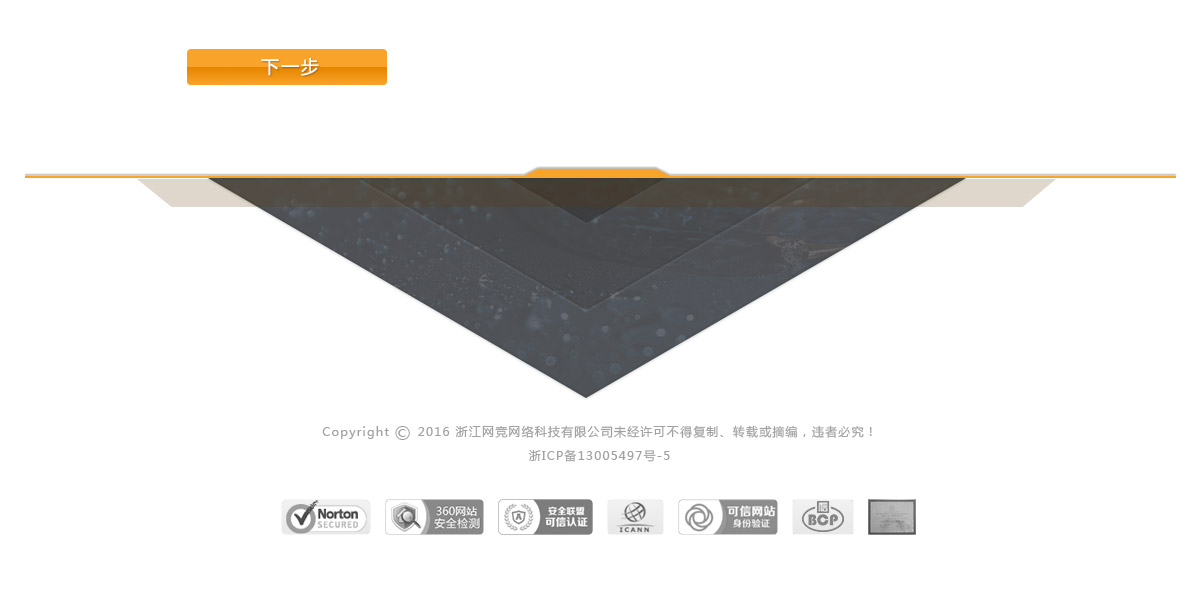 下一步
Copyright © 2016 浙江网竞网络科技有限公司未经许可不得复制、转载或摘编，违者必究！
浙ICP备13005497号-5
Norton
SECURED
360网站
安全检测
安全联盟
可信认证
ICANN
可信网站
身份验证
BCP